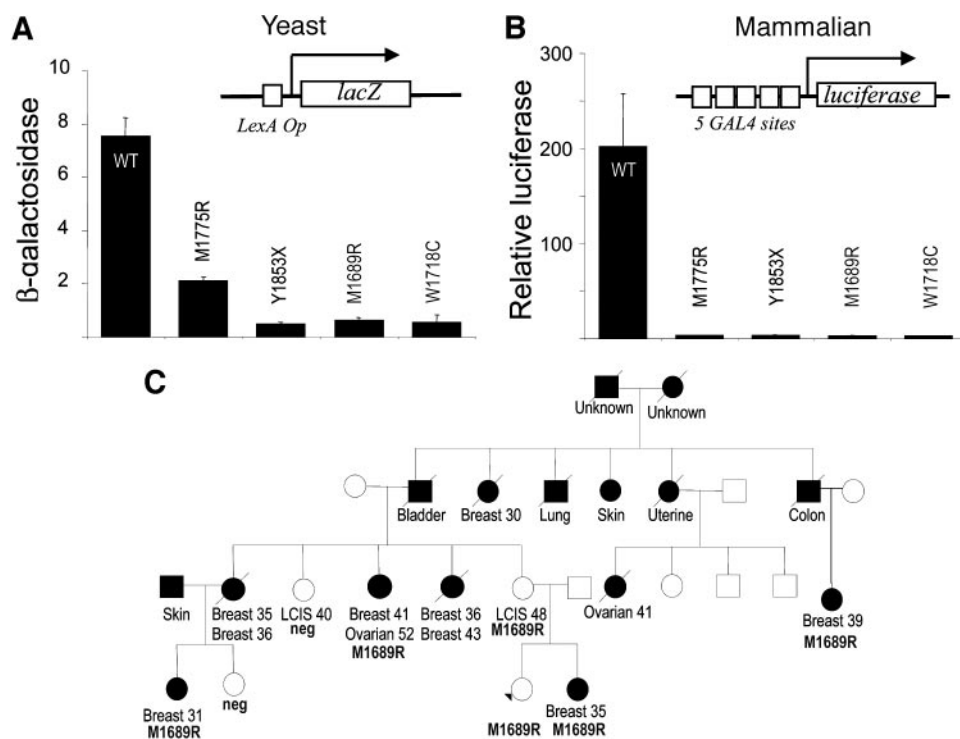 A
Yeast
10
8
6
4
2
β-galactosidase
WT
M1775R
Y1853X
M1689R
W1718C
lacZ
LexA Op
B
Mammalian
300
200
100
Relative luciferase
WT
M1775R
Y1853X
M1689R
W1718C
luciferase
5 GAL4 sites
C
Unknown Unknown
Bladder Breast 30 Lung Skin Uterine Colon
Skin Breast 35 LCIS 40 Breast 41 Breast 36 LCIS 48 Ovarian 41 Breast 39
Breast 36 neg Ovarian 52 Breast 43 M1689R M1689R
M1689R
Breast 31 neg Breast 35
M1689R M1689R M1689R